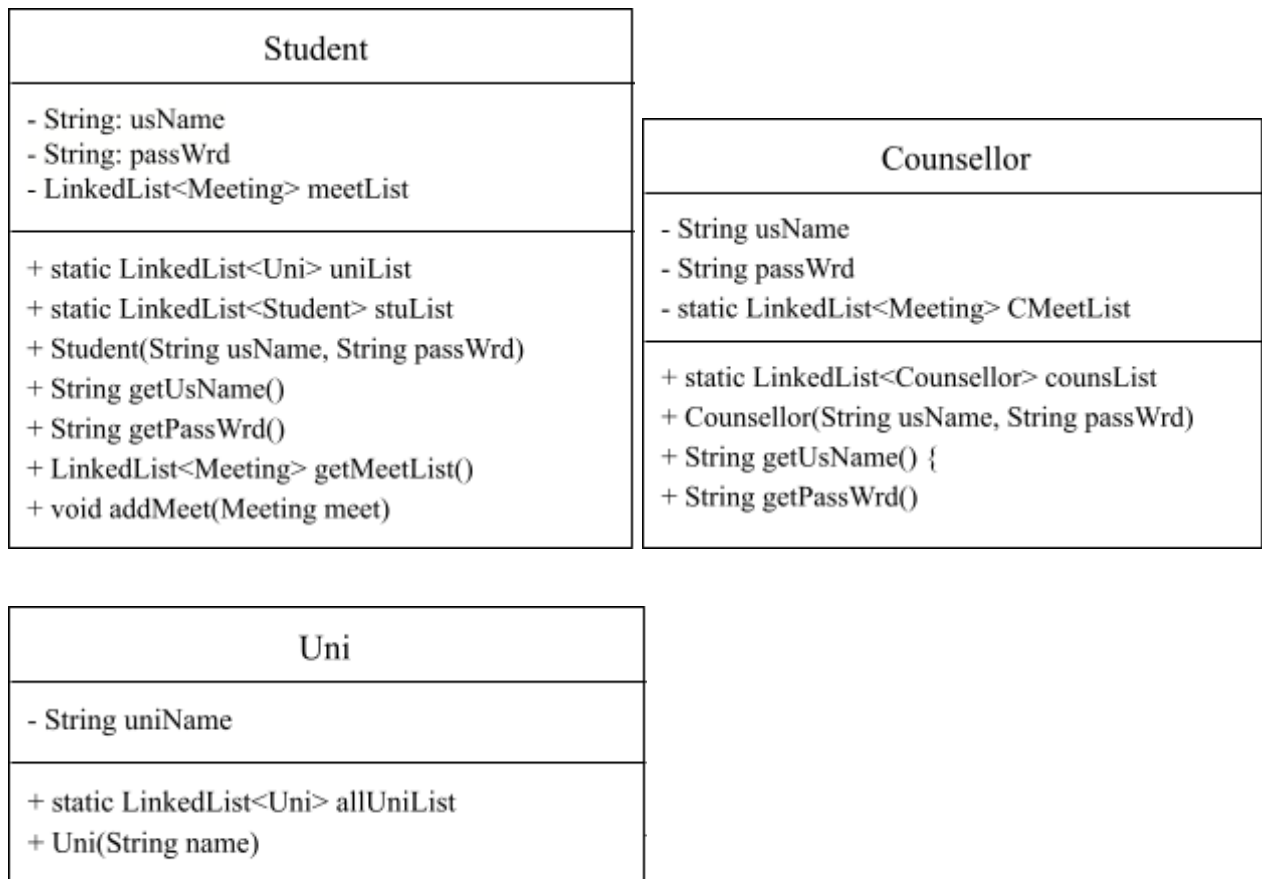 Student
- String: usName
- String: passWrd
- LinkedList<Meeting> meetList
+ static LinkedList<Uni> uniList
+ static LinkedList<Student> stuList
+ Student(String usName, String passWrd)
+ String getUsName()
+ String getPassWrd()
+ LinkedList<Meeting> getMeetList()
+ void addMeet(Meeting meet)
Counsellor
- String usName
- String passWrd
- static LinkedList<Meeting> CMeetList
+ static LinkedList<Counsellor> counsList
+ Counsellor(String usName, String passWrd)
+ String getUsName() {
+ String getPassWrd()
Uni
- String uniName
+ static LinkedList<Uni> allUniList
+ Uni(String name)